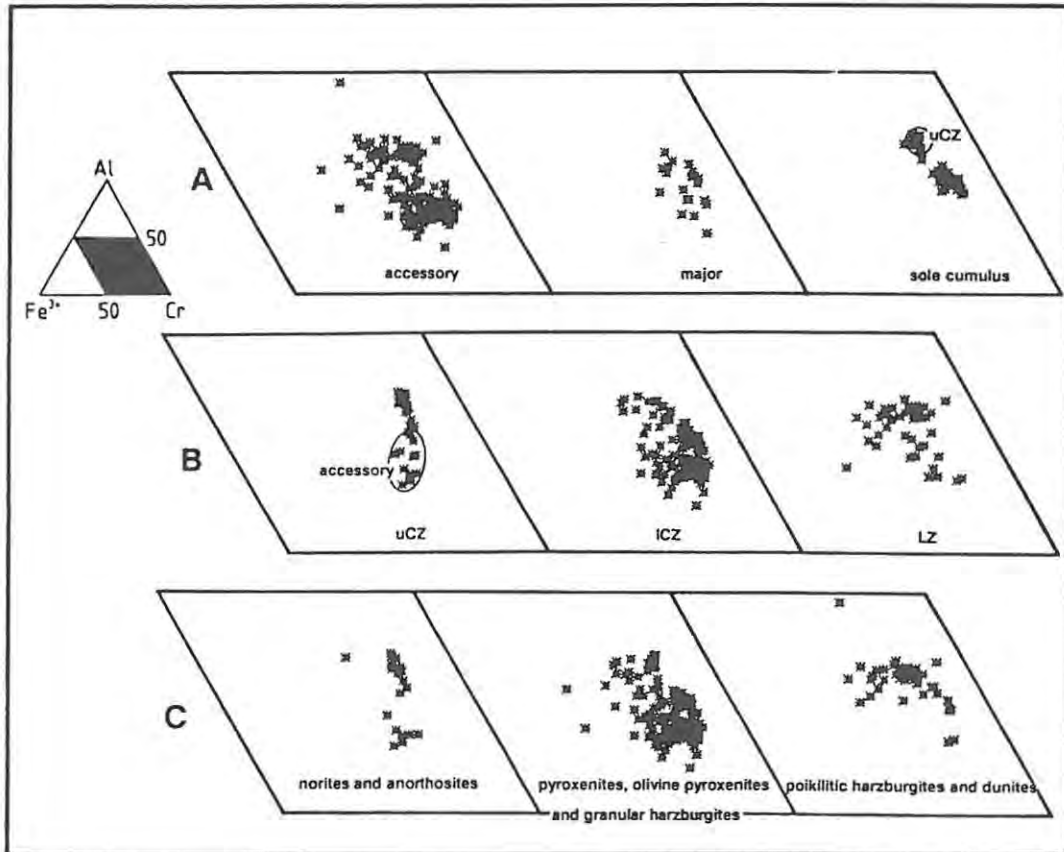 A
uCZ
Al
50
accessory
major
sole cumulus
Fe³⁺
50
Cr
B
accessory
uCZ
lCZ
LZ
C
norites and anorthosites
pyroxenites, olivine pyroxenites
and granular harzburgites
poikilitic harzburgites and dunites